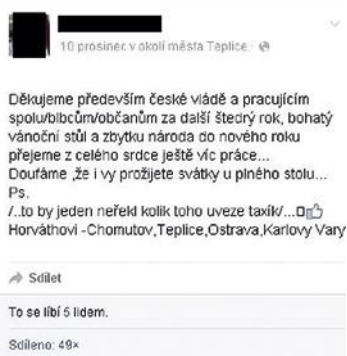 10 prosinec v okolí města Teplice ·
Děkujeme především české vládě a pracujícím
spolu/blbcům/občanům za další štedrý rok, bohatý
vánoční stůl a zbytku národa do nového roku
přejeme z celého srdce ještě víc práce...
Doufáme ,že i vy prožijete svátky u plného stolu...
Ps.
/..to by jeden neřekl kolik toho uveze taxík/...
Horváthovi -Chomutov,Teplice,Ostrava,Karlovy Vary
Sdílet
To se líbí 5 lidem.
Sdíleno: 49×